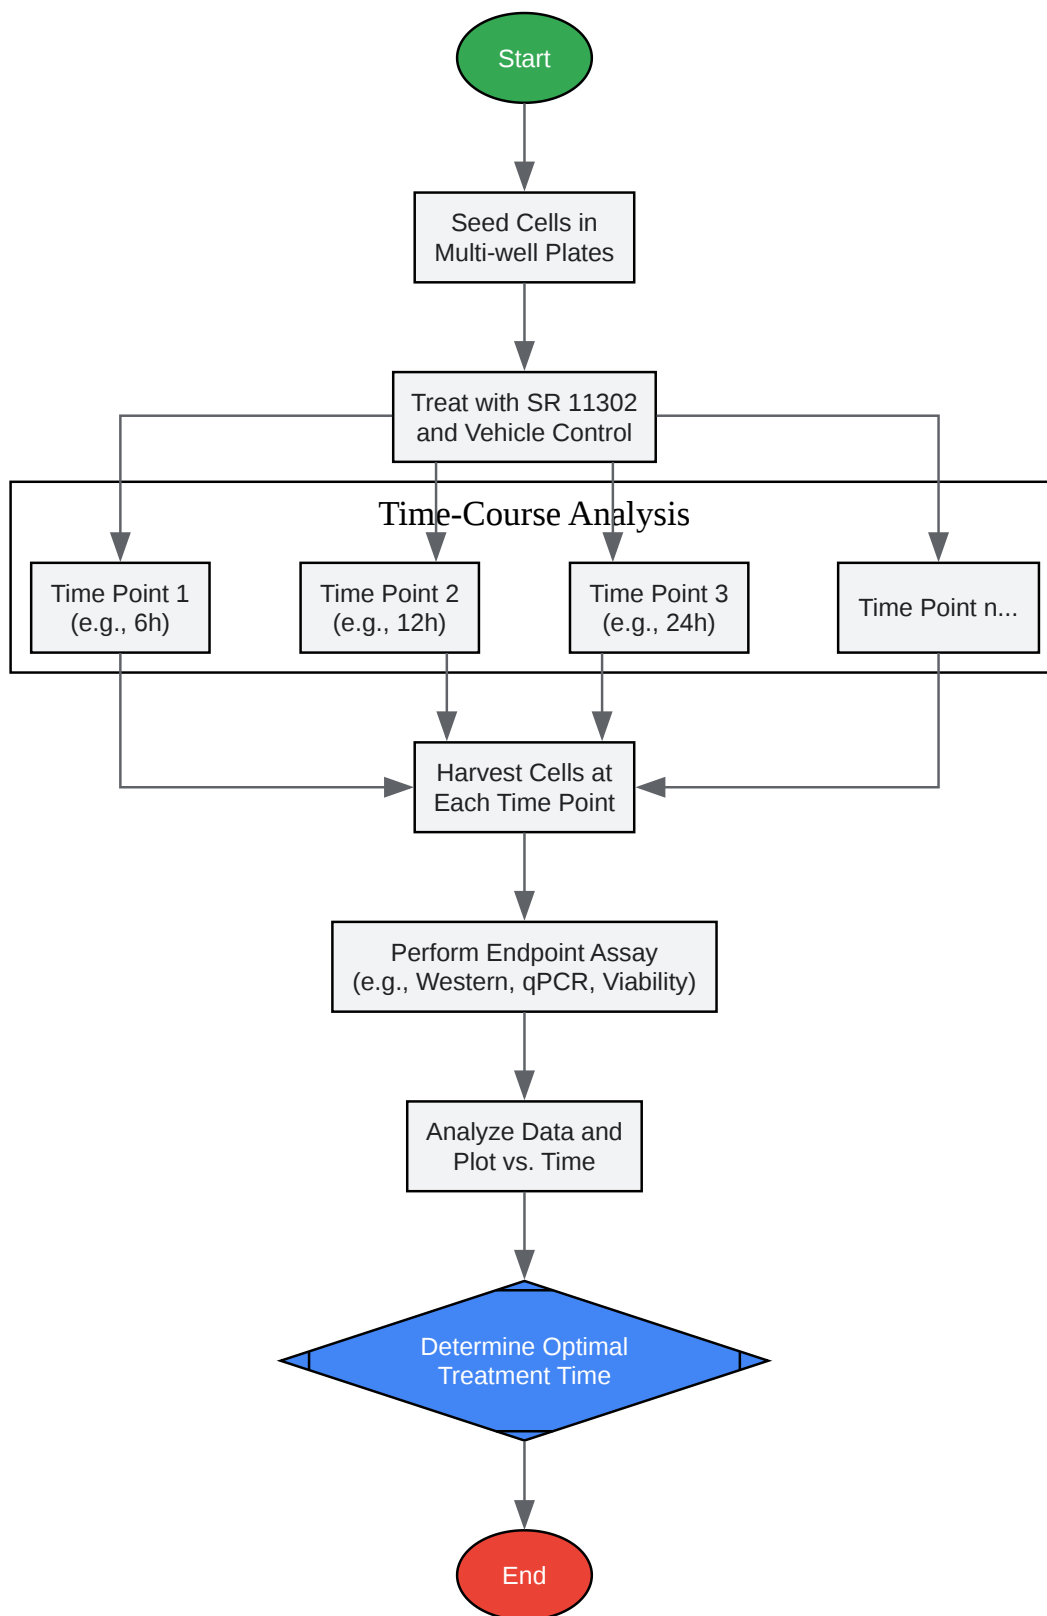 Start
Seed Cells in
Multi-well Plates
Treat with SR 11302
and Vehicle Control
Time-Course Analysis
Time Point 1
(e.g., 6h)
Time Point 2
(e.g., 12h)
Time Point 3
(e.g., 24h)
Time Point n...
Harvest Cells at
Each Time Point
Perform Endpoint Assay
(e.g., Western, qPCR, Viability)
Analyze Data and
Plot vs. Time
Determine Optimal
Treatment Time
End